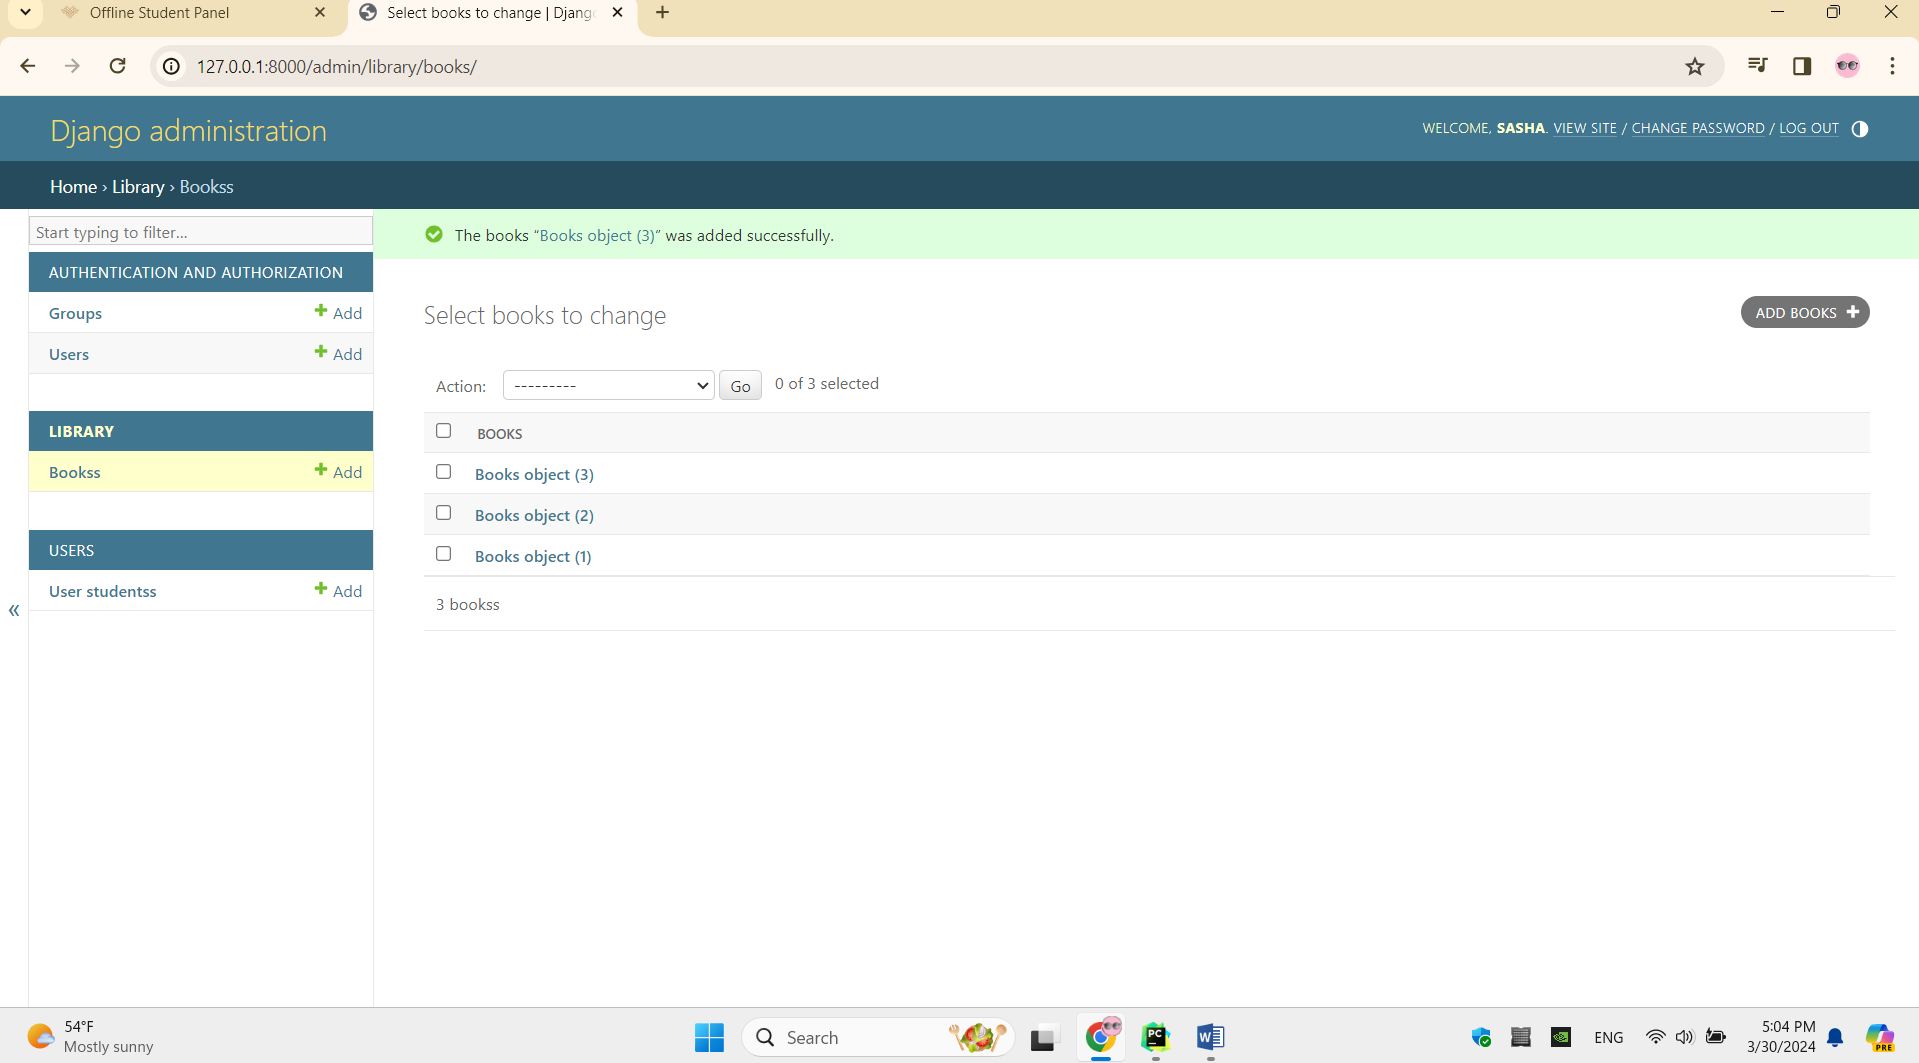 Offline Student Panel
Select books to change | Djang
127.0.0.1:8000/admin/library/books/
Django administration
WELCOME, SASHA. VIEW SITE / CHANGE PASSWORD / LOG OUT
Home › Library › Bookss
Start typing to filter...
The books “Books object (3)” was added successfully.
AUTHENTICATION AND AUTHORIZATION
Groups + Add
Users + Add
LIBRARY
Bookss + Add
USERS
User studentss + Add
«
Select books to change
ADD BOOKS +
Action: --------- Go 0 of 3 selected
BOOKS
Books object (3)
Books object (2)
Books object (1)
3 bookss
54°F
Mostly sunny
Search
PC
W
ENG
5:04 PM
3/30/2024
PRE